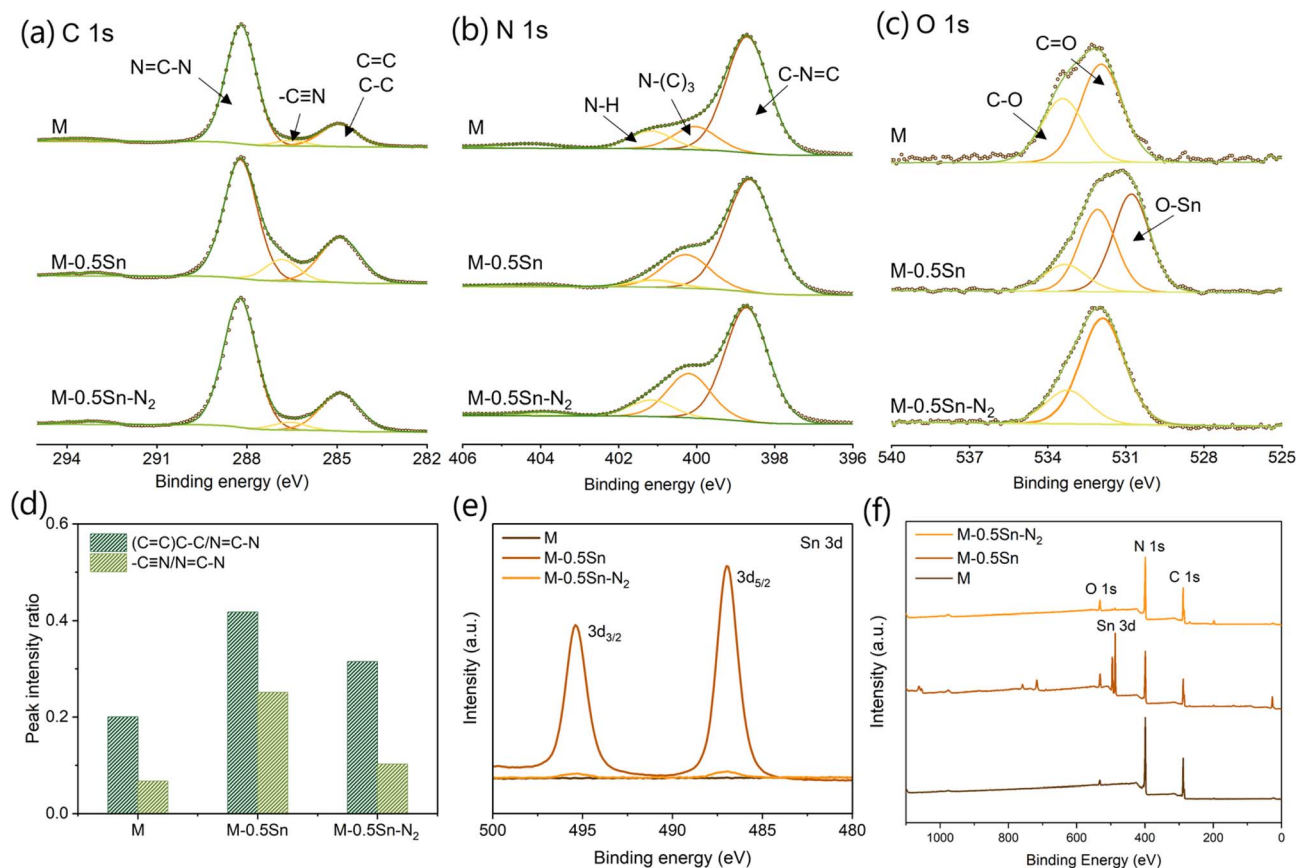 (a) C 1s
N=C-N
-C≡N
C=C
C-C
M
M-0.5Sn
M-0.5Sn-N₂
294 291 288 285 282
Binding energy (eV)
(b) N 1s
N-H
N-(C)₃
C-N=C
M
M-0.5Sn
M-0.5Sn-N₂
406 404 402 400 398 396
Binding energy (eV)
(c) O 1s
C=O
C-O
M
O-Sn
M-0.5Sn
M-0.5Sn-N₂
540 537 534 531 528 525
Binding energy (eV)
(d)
Peak intensity ratio
0.6
0.4
0.2
0.0
(C=C)C-C/N=C-N
-C≡N/N=C-N
M M-0.5Sn M-0.5Sn-N₂
(e)
Intensity (a.u.)
M
M-0.5Sn
M-0.5Sn-N₂
Sn 3d
3d₅/₂
3d₃/₂
500 495 490 485 480
Binding energy (eV)
(f)
Intensity (a.u.)
M-0.5Sn-N₂
M-0.5Sn
M
N 1s
O 1s
C 1s
Sn 3d
1000 800 600 400 200 0
Binding Energy (eV)